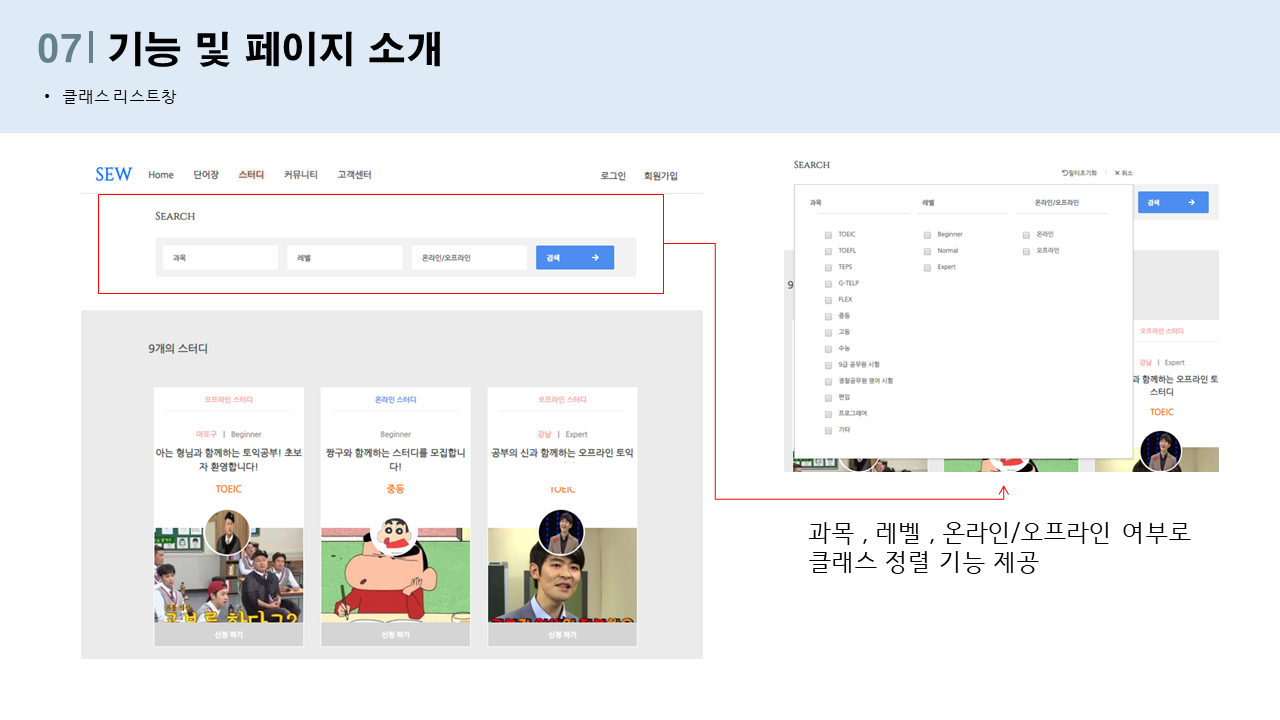 07| 기능 및 페이지 소개
• 클래스 리스트창
SEW Home 단어장 스터디 커뮤니티 고객센터 로그인 회원가입
SEARCH
과목 레벨 온라인/오프라인 검색
9개의 스터디
오프라인 스터디
마포구 | Beginner
아는 형님과 함께하는 토익공부! 초보
자 환영합니다!
TOEIC
신청 하기
온라인 스터디
Beginner
짱구와 함께하는 스터디를 모집합니
다!
중등
신청 하기
오프라인 스터디
강남 | Expert
공부의 신과 함께하는 오프라인 토익
TOEIC
신청 하기
SEARCH
필터초기화 | × 취소
과목 레벨 온라인/오프라인
검색
TOEIC Beginner 온라인
TOEFL Normal 오프라인
TEPS Expert
G-TELP
FLEX
중등
고등
수능
9급 공무원 시험
경찰공무원 영어 시험
편입
프로그래머
기타
9
오프라인 스터디
강남 | Expert
과 함께하는 오프라인 토
스터디
TOEIC
과목 , 레벨 , 온라인/오프라인 여부로
클래스 정렬 기능 제공